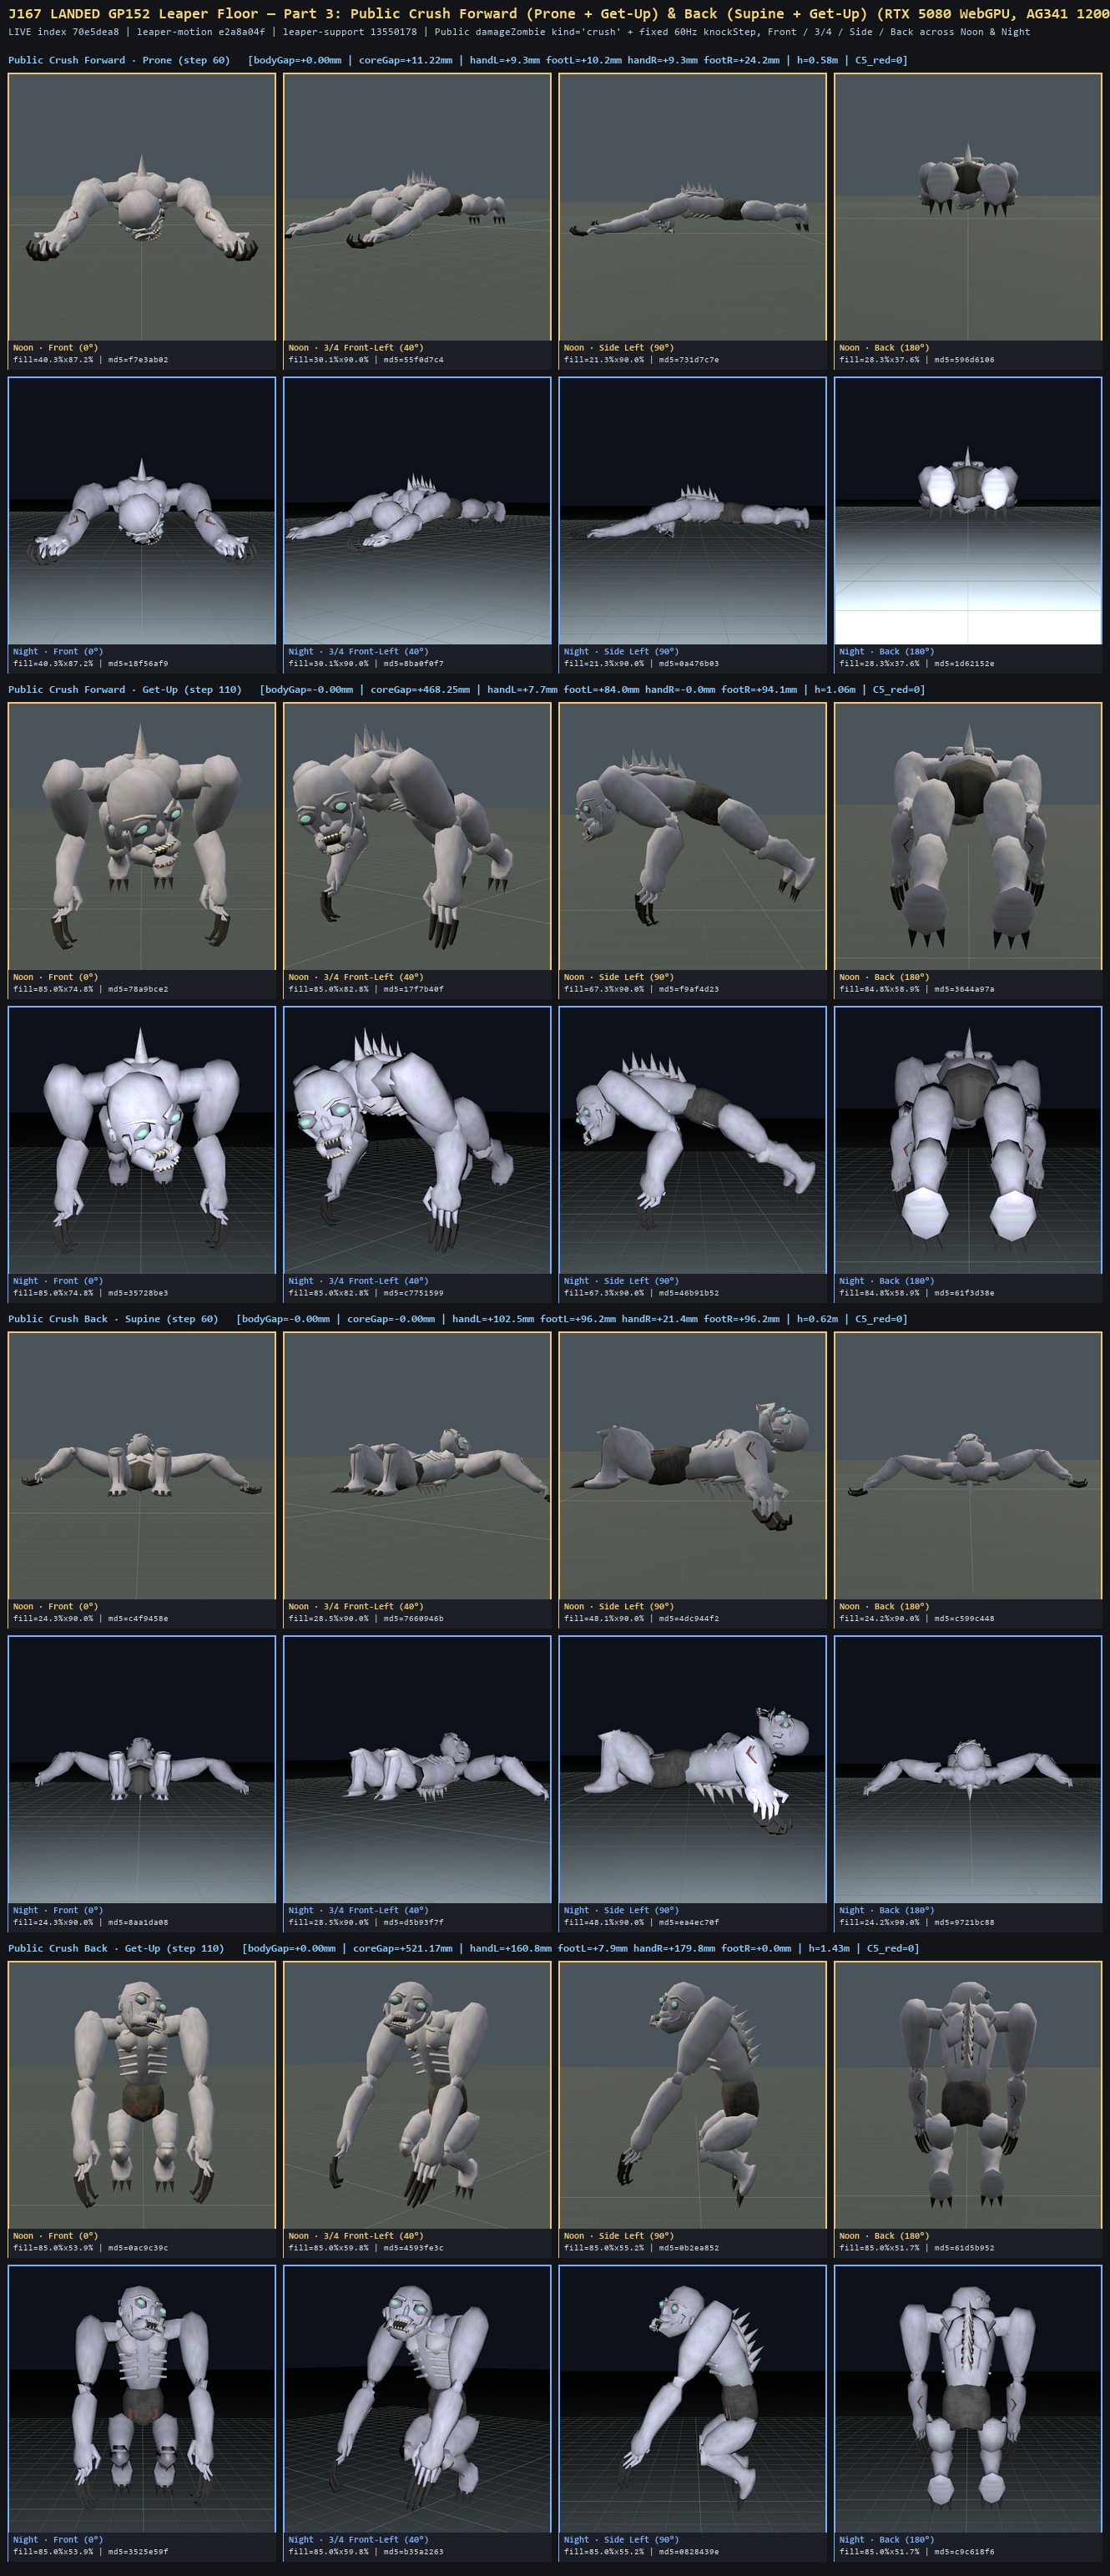 J167 LANDED GP152 Leaper Floor — Part 3: Public Crush Forward (Prone + Get-Up) & Back (Supine + Get-Up) (RTX 5080 WebGPU, AG341 1200
LIVE index 70e5dea8 | leaper-motion e2a8a04f | leaper-support 13550178 | Public damageZombie kind='crush' + fixed 60Hz knockStep, Front / 3/4 / Side / Back across Noon & Night
Public Crush Forward · Prone (step 60) [bodyGap=+0.00mm | coreGap=+11.22mm | handL=+9.3mm footL=+10.2mm handR=+9.3mm footR=+24.2mm | h=0.58m | C5_red=0]
Noon · Front (0°)
fill=40.3%x87.2% | md5=f7e3ab02
Noon · 3/4 Front-Left (40°)
fill=30.1%x90.0% | md5=55f0d7c4
Noon · Side Left (90°)
fill=21.3%x90.0% | md5=731d7c7e
Noon · Back (180°)
fill=28.3%x37.6% | md5=596d6106
Night · Front (0°)
fill=40.3%x87.2% | md5=18f56af9
Night · 3/4 Front-Left (40°)
fill=30.1%x90.0% | md5=8ba0f0f7
Night · Side Left (90°)
fill=21.3%x90.0% | md5=0a476b03
Night · Back (180°)
fill=28.3%x37.6% | md5=1d62152e
Public Crush Forward · Get-Up (step 110) [bodyGap=-0.00mm | coreGap=+468.25mm | handL=+7.7mm footL=+84.0mm handR=-0.0mm footR=+94.1mm | h=1.06m | C5_red=0]
Noon · Front (0°)
fill=85.0%x74.8% | md5=78a9bce2
Noon · 3/4 Front-Left (40°)
fill=85.0%x82.8% | md5=17f7b40f
Noon · Side Left (90°)
fill=67.3%x90.0% | md5=f9af4d23
Noon · Back (180°)
fill=84.8%x58.9% | md5=3644a97a
Night · Front (0°)
fill=85.0%x74.8% | md5=35728be3
Night · 3/4 Front-Left (40°)
fill=85.0%x82.8% | md5=c7751599
Night · Side Left (90°)
fill=67.3%x90.0% | md5=46b91b52
Night · Back (180°)
fill=84.8%x58.9% | md5=61f3d38e
Public Crush Back · Supine (step 60) [bodyGap=-0.00mm | coreGap=-0.00mm | handL=+102.5mm footL=+96.2mm handR=+21.4mm footR=+96.2mm | h=0.62m | C5_red=0]
Noon · Front (0°)
fill=24.3%x90.0% | md5=c4f9458e
Noon · 3/4 Front-Left (40°)
fill=28.5%x90.0% | md5=7660946b
Noon · Side Left (90°)
fill=48.1%x90.0% | md5=4dc944f2
Noon · Back (180°)
fill=24.2%x90.0% | md5=c599c448
Night · Front (0°)
fill=24.3%x90.0% | md5=8aa1da08
Night · 3/4 Front-Left (40°)
fill=28.5%x90.0% | md5=d5b93f7f
Night · Side Left (90°)
fill=48.1%x90.0% | md5=ea4ec70f
Night · Back (180°)
fill=24.2%x90.0% | md5=9721bc88
Public Crush Back · Get-Up (step 110) [bodyGap=+0.00mm | coreGap=+521.17mm | handL=+160.8mm footL=+7.9mm handR=+179.8mm footR=+0.0mm | h=1.43m | C5_red=0]
Noon · Front (0°)
fill=85.0%x53.9% | md5=0ac9c39c
Noon · 3/4 Front-Left (40°)
fill=85.0%x59.8% | md5=4593fe3c
Noon · Side Left (90°)
fill=85.0%x55.2% | md5=0b2ea852
Noon · Back (180°)
fill=85.0%x51.7% | md5=61d5b952
Night · Front (0°)
fill=85.0%x53.9% | md5=3525e59f
Night · 3/4 Front-Left (40°)
fill=85.0%x59.8% | md5=b35a2263
Night · Side Left (90°)
fill=85.0%x55.2% | md5=0828439e
Night · Back (180°)
fill=85.0%x51.7% | md5=c9c618f6